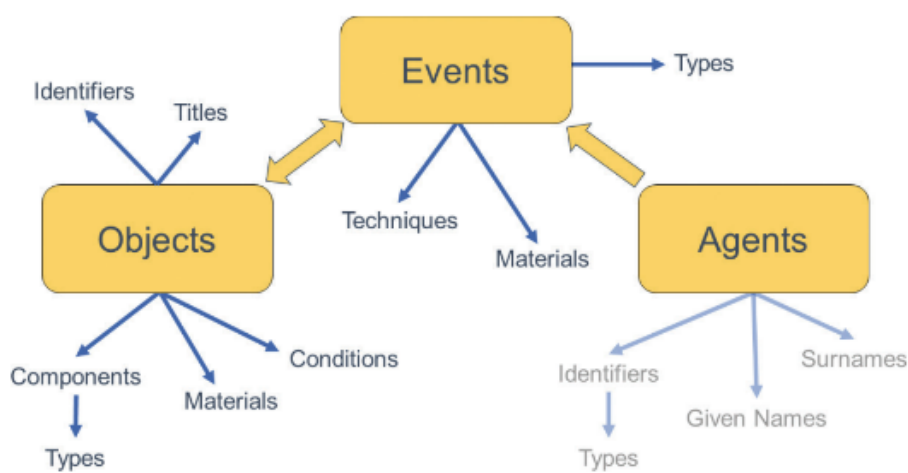 Events
Types
Identifiers
Titles
Techniques
Materials
Objects
Agents
Components
Materials
Conditions
Types
Identifiers
Given Names
Surnames
Types